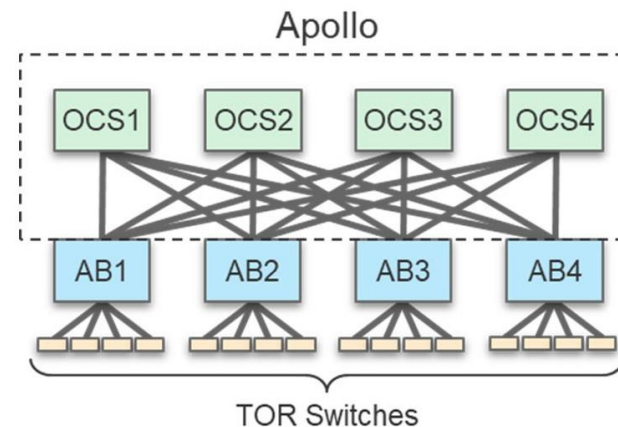 Apollo
OCS1 OCS2 OCS3 OCS4
AB1 AB2 AB3 AB4
TOR Switches